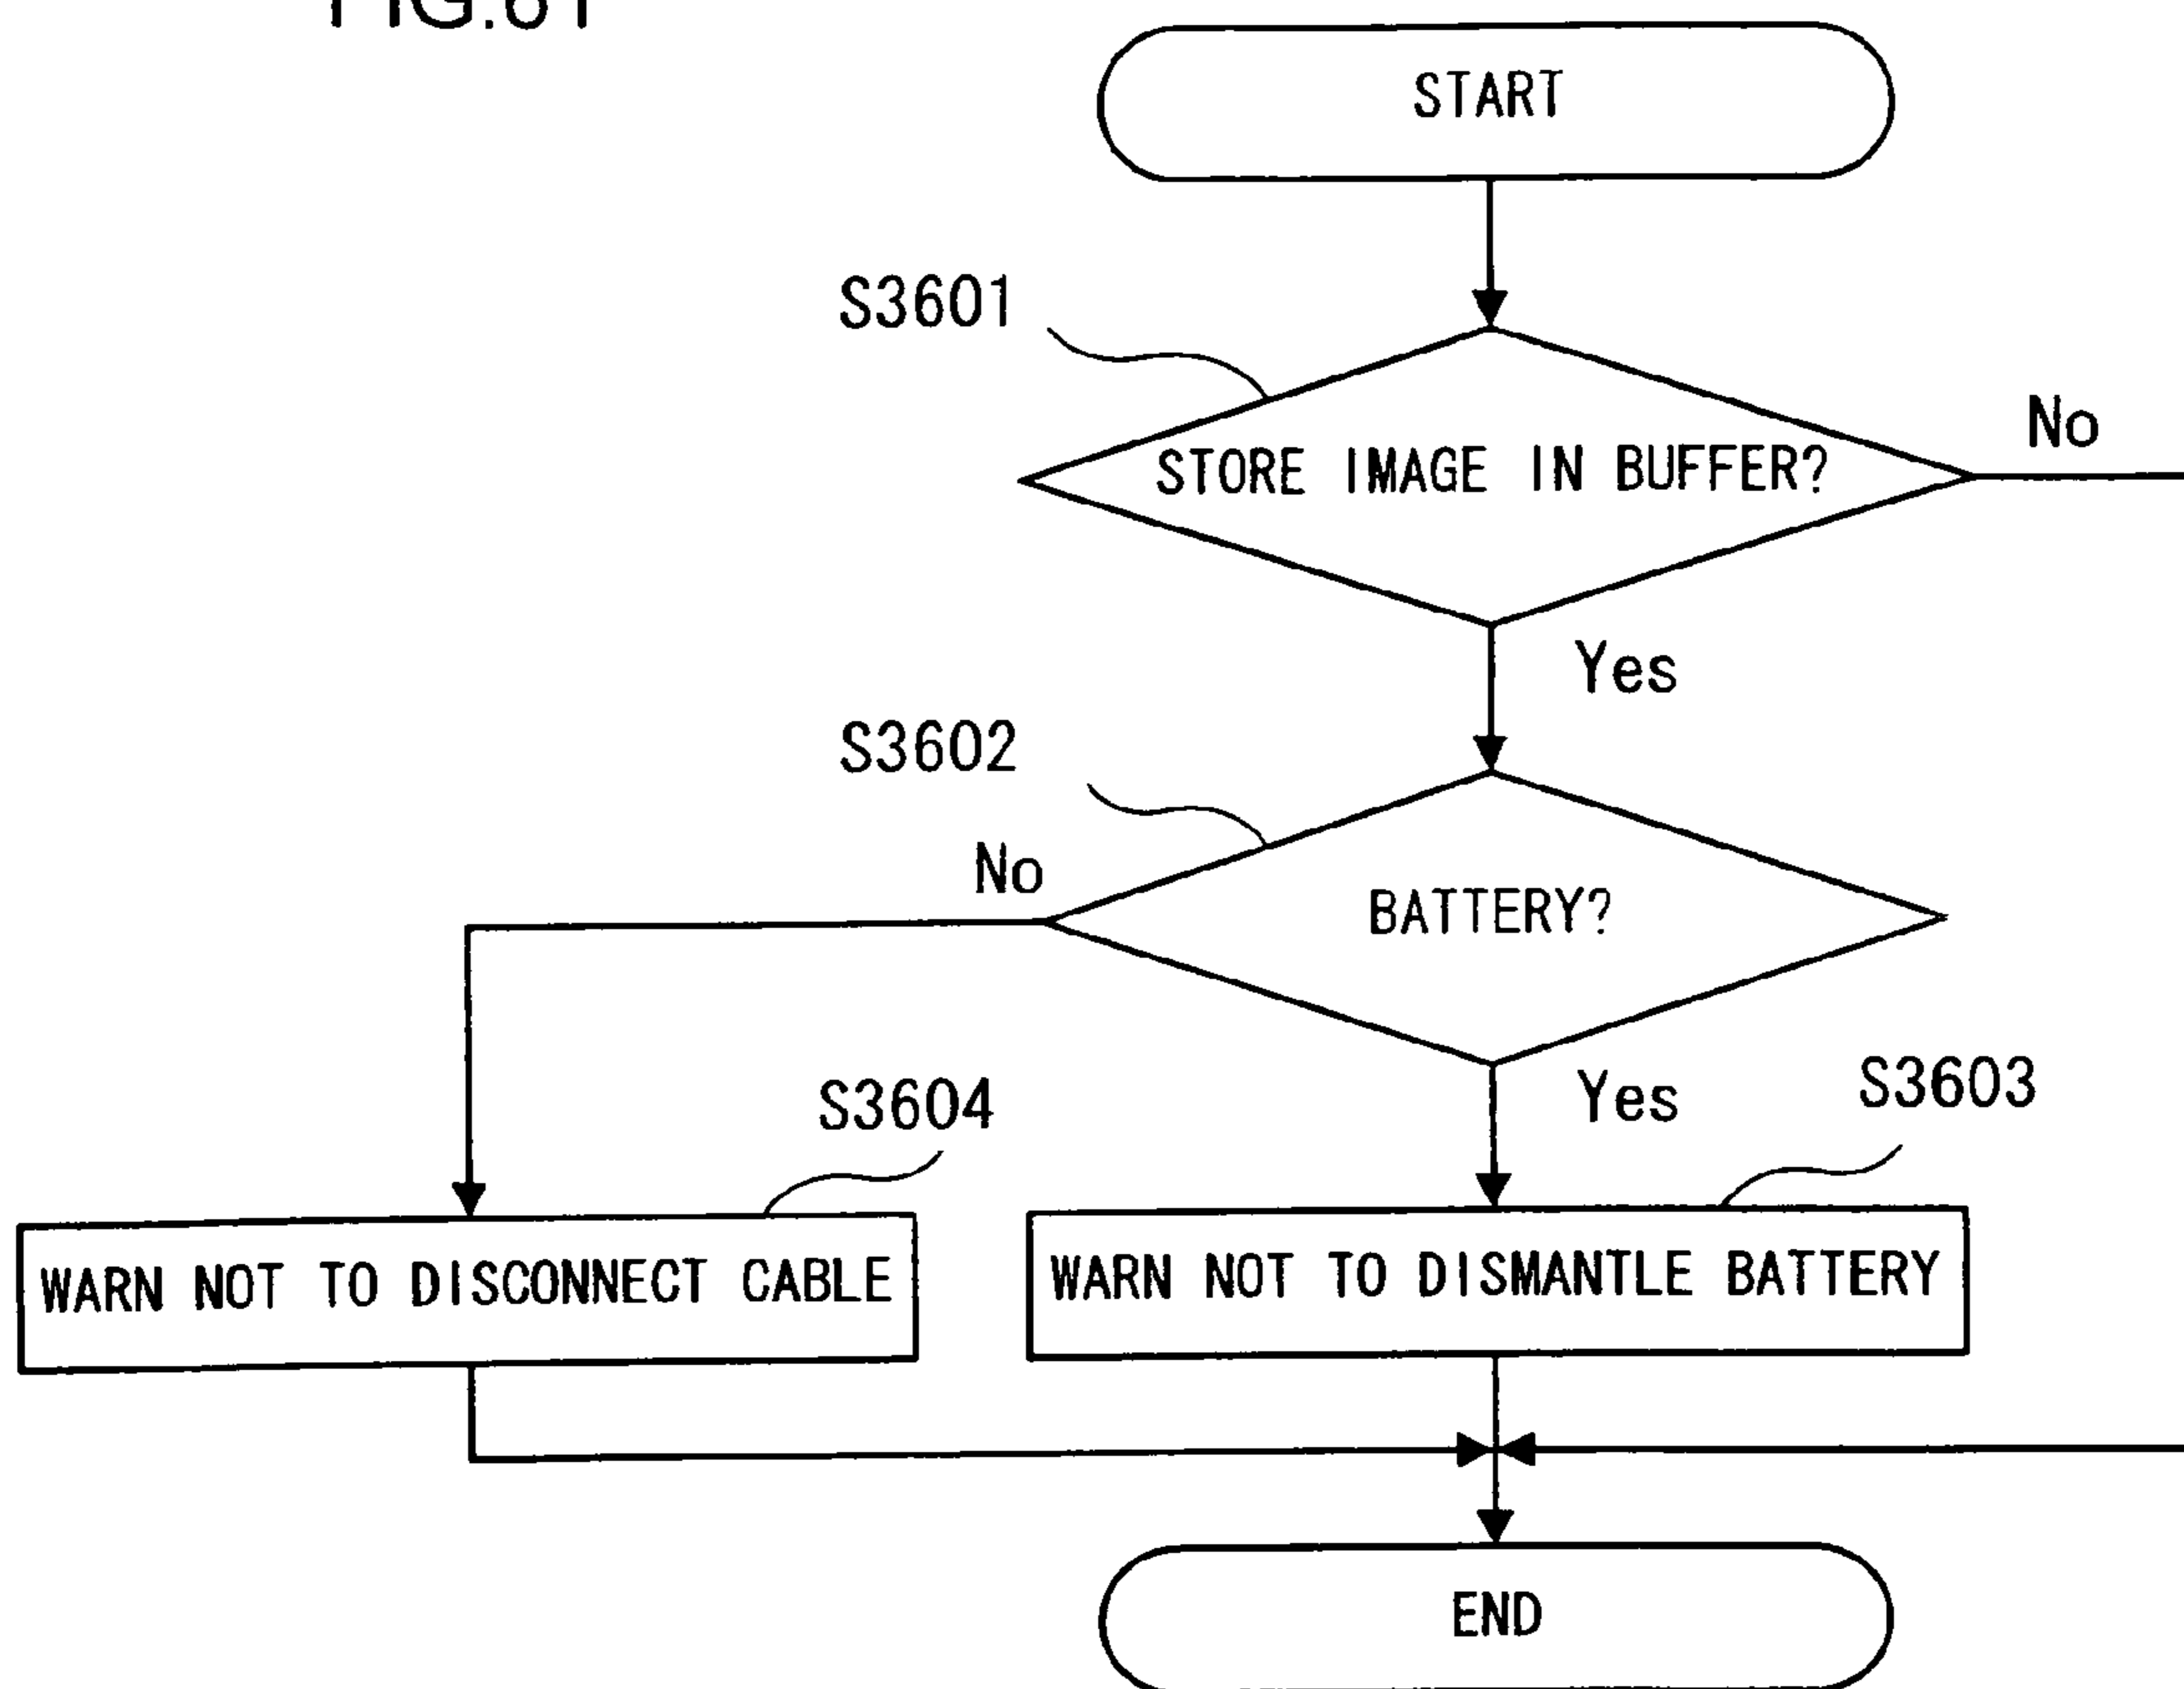 START
S3601
STORE IMAGE IN BUFFER?
No
Yes
S3602
No
BATTERY?
Yes
S3604
S3603
WARN NOT TO DISCONNECT CABLE
WARN NOT TO DISMANTLE BATTERY
END